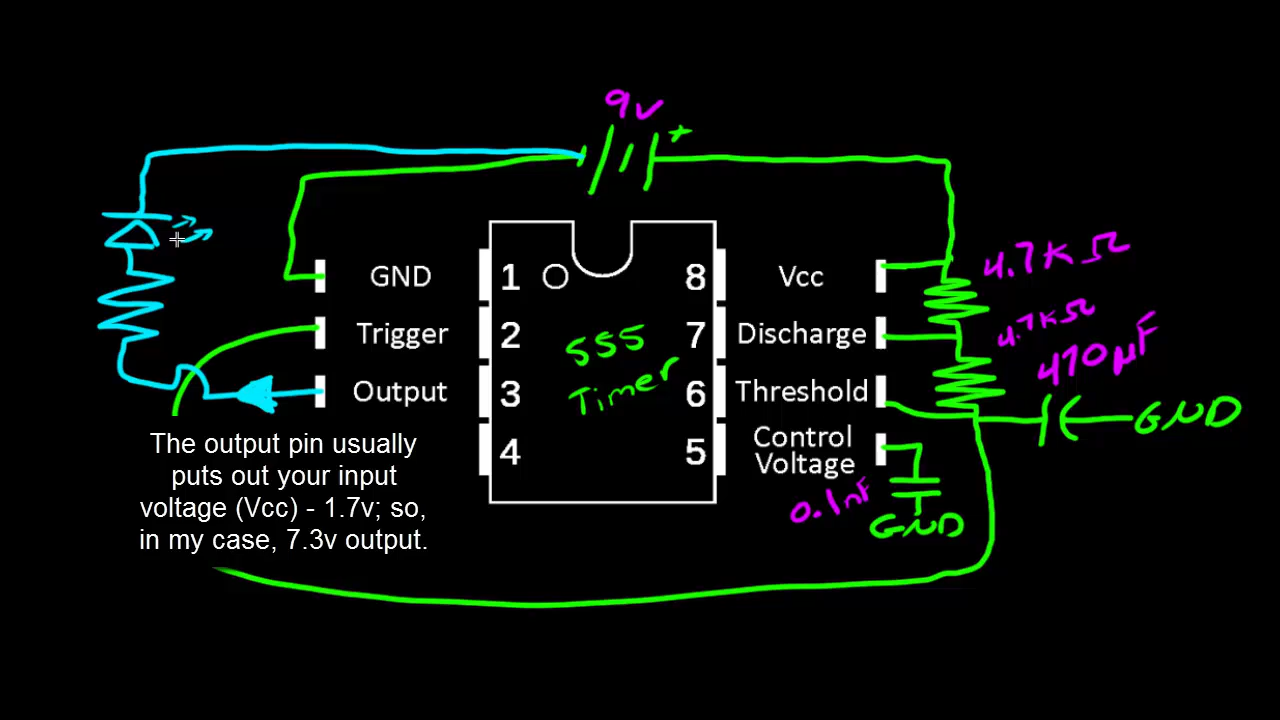 9v
+
4.7KΩ
GND 1 8 Vcc
4.7KΩ
Trigger 2 7 Discharge
555
Timer
470µF
Output 3 6 Threshold
GND
4 5 Control
Voltage
0.1nF
GND
The output pin usually
puts out your input
voltage (Vcc) - 1.7v; so,
in my case, 7.3v output.